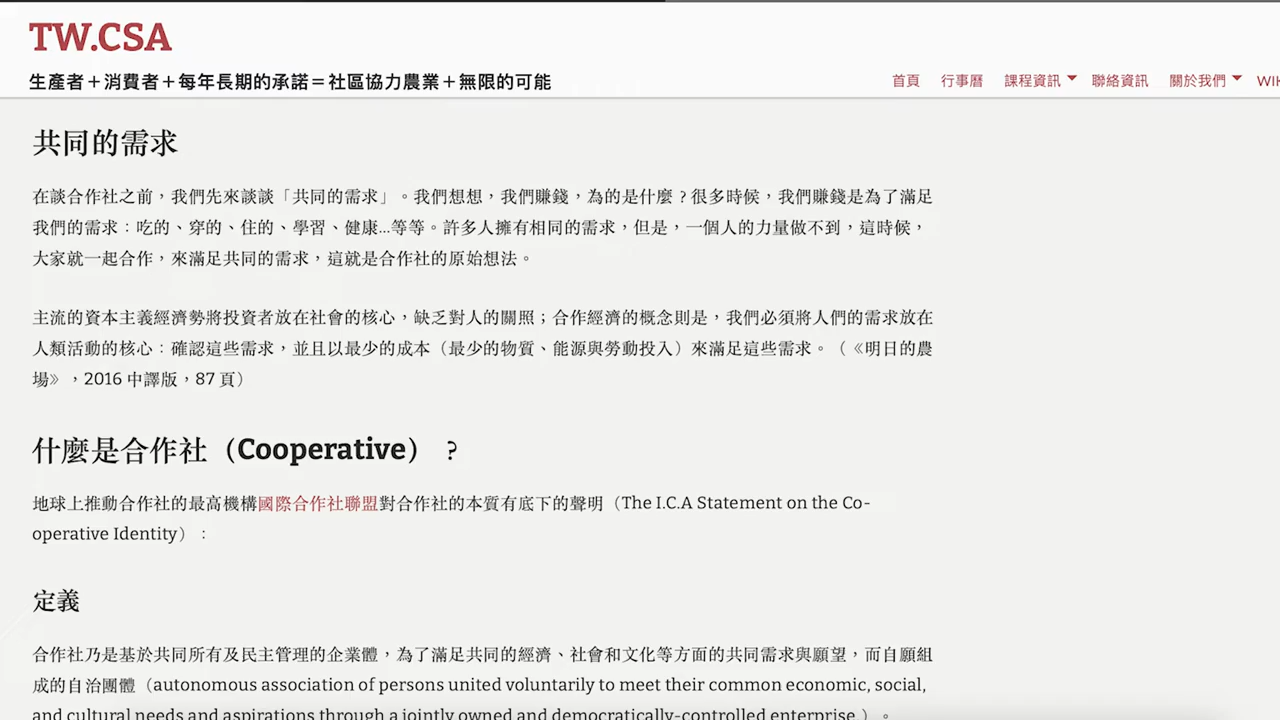 TW.CSA
生產者＋消費者＋每年長期的承諾＝社區協力農業＋無限的可能
首頁 行事曆 課程資訊 聯絡資訊 關於我們
共同的需求
在談合作社之前，我們先來談談「共同的需求」。我們想想，我們賺錢，為的是什麼？很多時候，我們賺錢是為了滿足
我們的需求：吃的、穿的、住的、學習、健康...等等。許多人擁有相同的需求，但是，一個人的力量做不到，這時候，
大家就一起合作，來滿足共同的需求，這就是合作社的原始想法。
主流的資本主義經濟勢將投資者放在社會的核心，缺乏對人的關照；合作經濟的概念則是，我們必須將人們的需求放在
人類活動的核心：確認這些需求，並且以最少的成本（最少的物質、能源與勞動投入）來滿足這些需求。（《明日的農
場》，2016 中譯版，87 頁）
什麼是合作社（Cooperative）？
地球上推動合作社的最高機構國際合作社聯盟對合作社的本質有底下的聲明（The I.C.A Statement on the Co-
operative Identity）：
定義
合作社乃是基於共同所有及民主管理的企業體，為了滿足共同的經濟、社會和文化等方面的共同需求與願望，而自願組
成的自治團體（autonomous association of persons united voluntarily to meet their common economic, social,
and cultural needs and aspirations through a jointly owned and democratically-controlled enterprise ）。